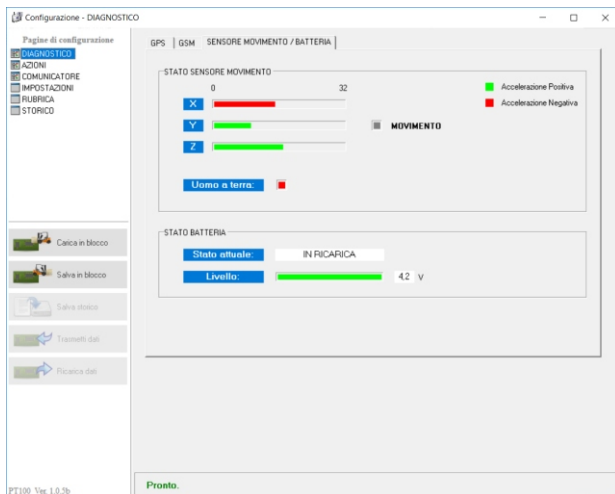 Configurazione - DIAGNOSTICO
Pagine di configurazione
DIAGNOSTICO
AZIONI
COMUNICATORE
IMPOSTAZIONI
RUBRICA
STORICO
Carica in blocco
Salva in blocco
Salva storico
Trasmetti dati
Ricarica dati
PT100 Ver. 1.0.5b
GPS GSM SENSORE MOVIMENTO / BATTERIA
STATO SENSORE MOVIMENTO
0 32
Accelerazione Positiva
Accelerazione Negativa
X
Y
MOVIMENTO
Z
Uomo a terra:
STATO BATTERIA
Stato attuale: IN RICARICA
Livello: 4,2 V
Pronto.